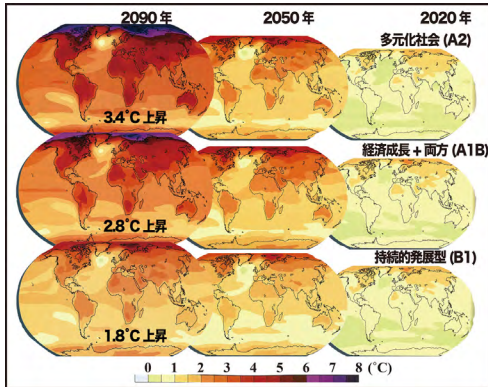 2090年 2050年 2020年
多元化社会 (A2)
3.4℃上昇
経済成長 + 両方 (A1B)
2.8℃上昇
持続的発展型 (B1)
1.8℃上昇
0 1 2 3 4 5 6 7 8 (℃)